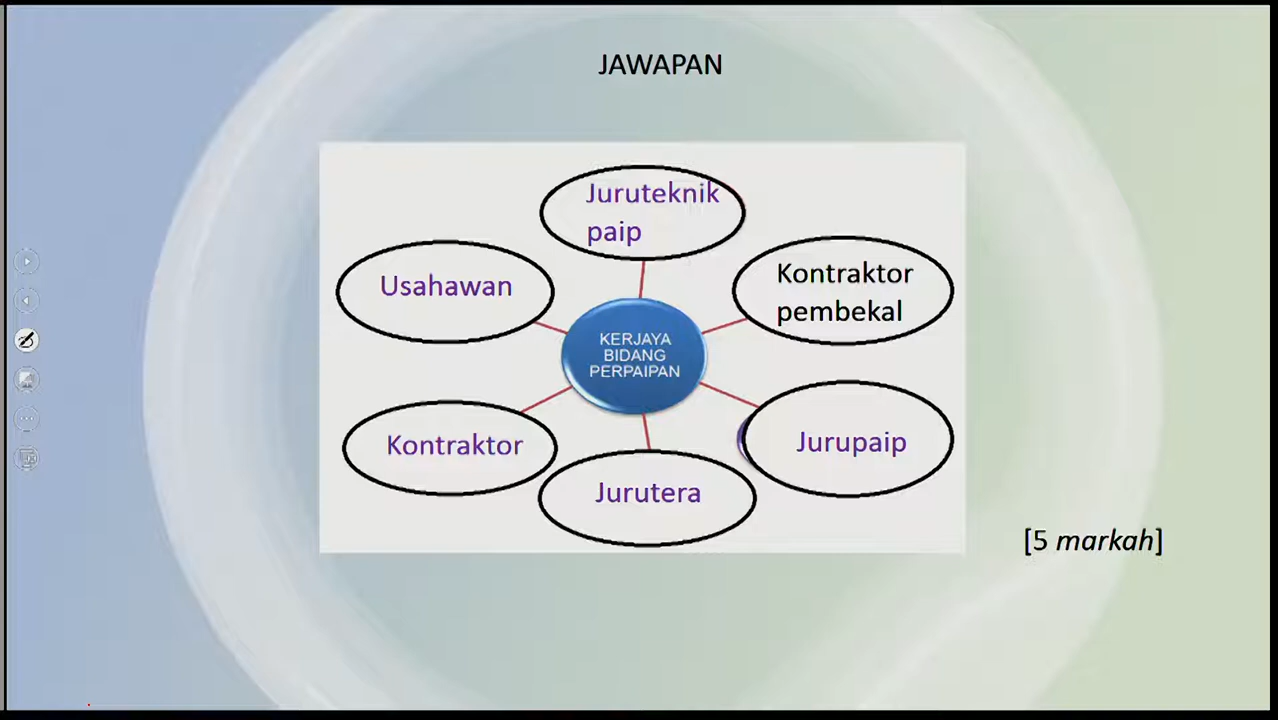 JAWAPAN
Juruteknik
paip
Usahawan
Kontraktor
pembekal
KERJAYA
BIDANG
PERPAIPAN
Kontraktor
Jurupaip
Jurutera
[5 markah]